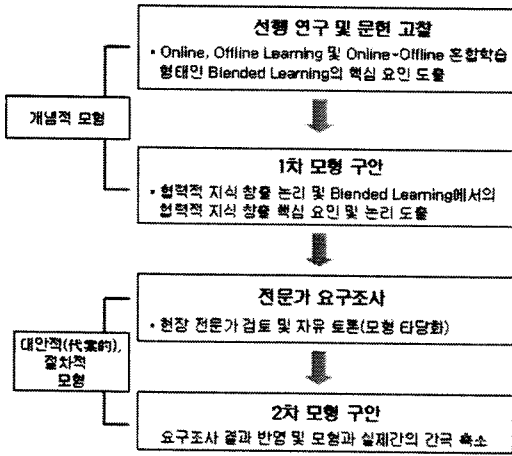 선행 연구 및 문헌 고찰
• Online, Offline Learning 및 Online-Offline 혼합학습
형태인 Blended Learning의 핵심 요인 도출
개념적 모형
1차 모형 구안
• 협력적 지식 창출 논리 및 Blended Learning에서의
협력적 지식 창출 핵심 요인 및 논리 도출
전문가 요구조사
• 현장 전문가 검토 및 자유 토론(모형 타당화)
대안적(代案的),
절차적
모형
2차 모형 구안
요구조사 결과 반영 및 모형과 실제간의 간극 축소